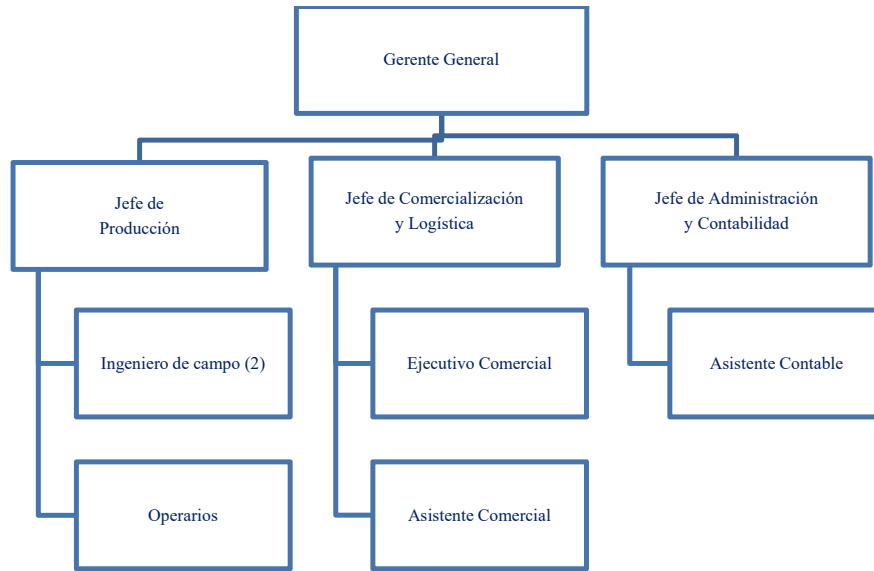 Gerente General
Jefe de
Producción
Jefe de Comercialización
y Logística
Jefe de Administración
y Contabilidad
Ingeniero de campo (2)
Ejecutivo Comercial
Asistente Contable
Operarios
Asistente Comercial